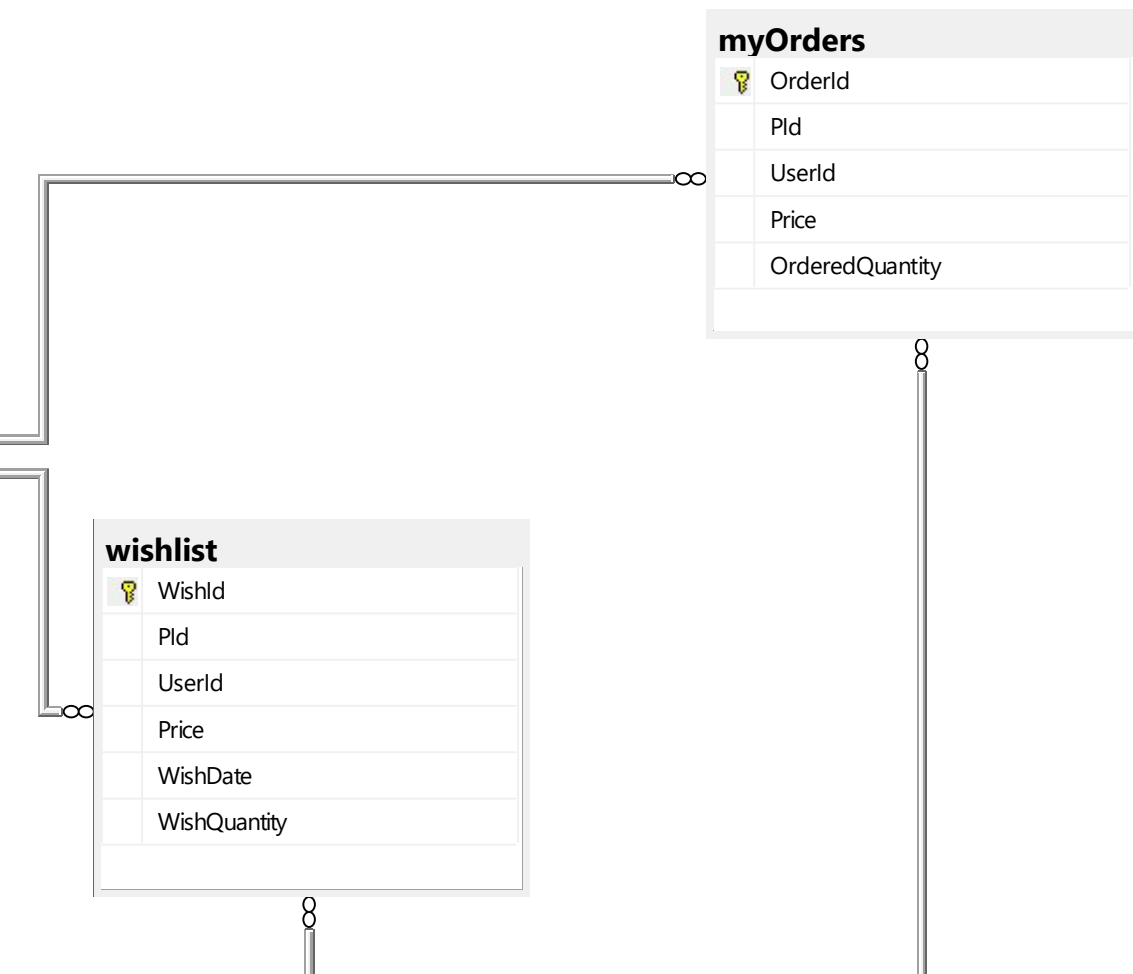 myOrders
OrderId
PId
UserId
Price
OrderedQuantity
wishlist
WishId
PId
UserId
Price
WishDate
WishQuantity